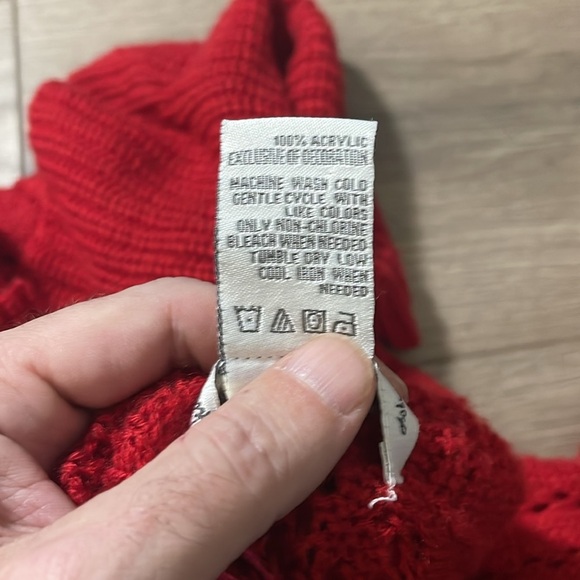 100% ACRYLIC
EXCLUSIVE OF DECORATION
MACHINE WASH COLD
GENTLE CYCLE WITH
LIKE COLORS
ONLY NON-CHLORINE
BLEACH WHEN NEEDED
TUMBLE DRY LOW
COOL IRON WHEN
NEEDED